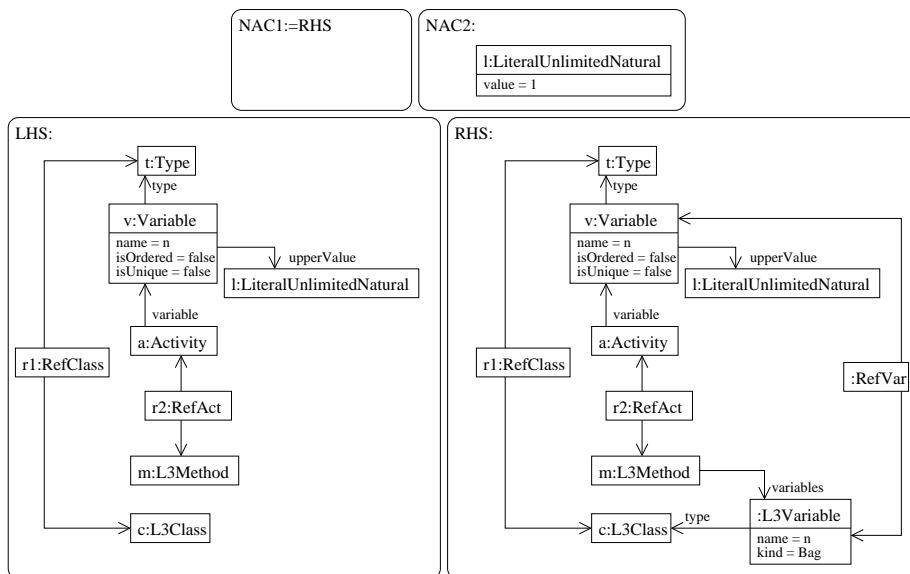 NAC1:=RHS
NAC2:
l:LiteralUnlimitedNatural
value = 1
LHS:
t:Type
type
v:Variable
name = n
isOrdered = false
isUnique = false
upperValue
l:LiteralUnlimitedNatural
variable
a:Activity
r1:RefClass
r2:RefAct
m:L3Method
c:L3Class
RHS:
t:Type
type
v:Variable
name = n
isOrdered = false
isUnique = false
upperValue
l:LiteralUnlimitedNatural
variable
a:Activity
r1:RefClass
:RefVar
r2:RefAct
m:L3Method
variables
c:L3Class
type
:L3Variable
name = n
kind = Bag